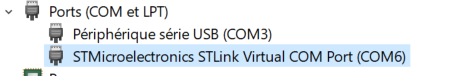 Ports (COM et LPT)
Périphérique série USB (COM3)
STMicroelectronics STLink Virtual COM Port (COM6)